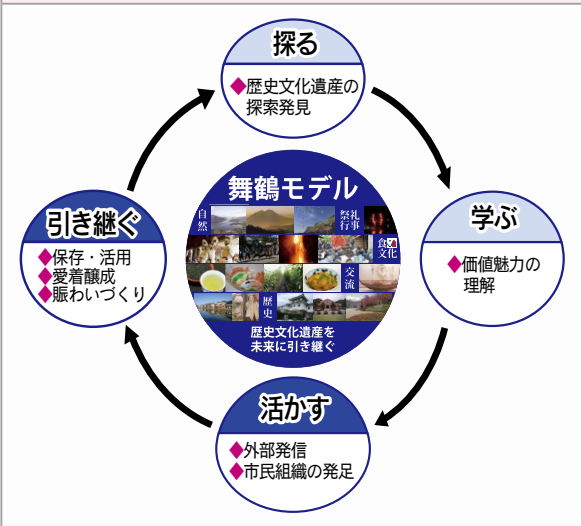 探る
◆歴史文化遺産の
探索発見
学ぶ
◆価値魅力の
理解
活かす
◆外部発信
◆市民組織の発足
引き継ぐ
◆保存・活用
◆愛着醸成
◆賑わいづくり
舞鶴モデル
自然
祭礼行事
食文化
交流
歴史
歴史文化遺産を
未来に引き継ぐ